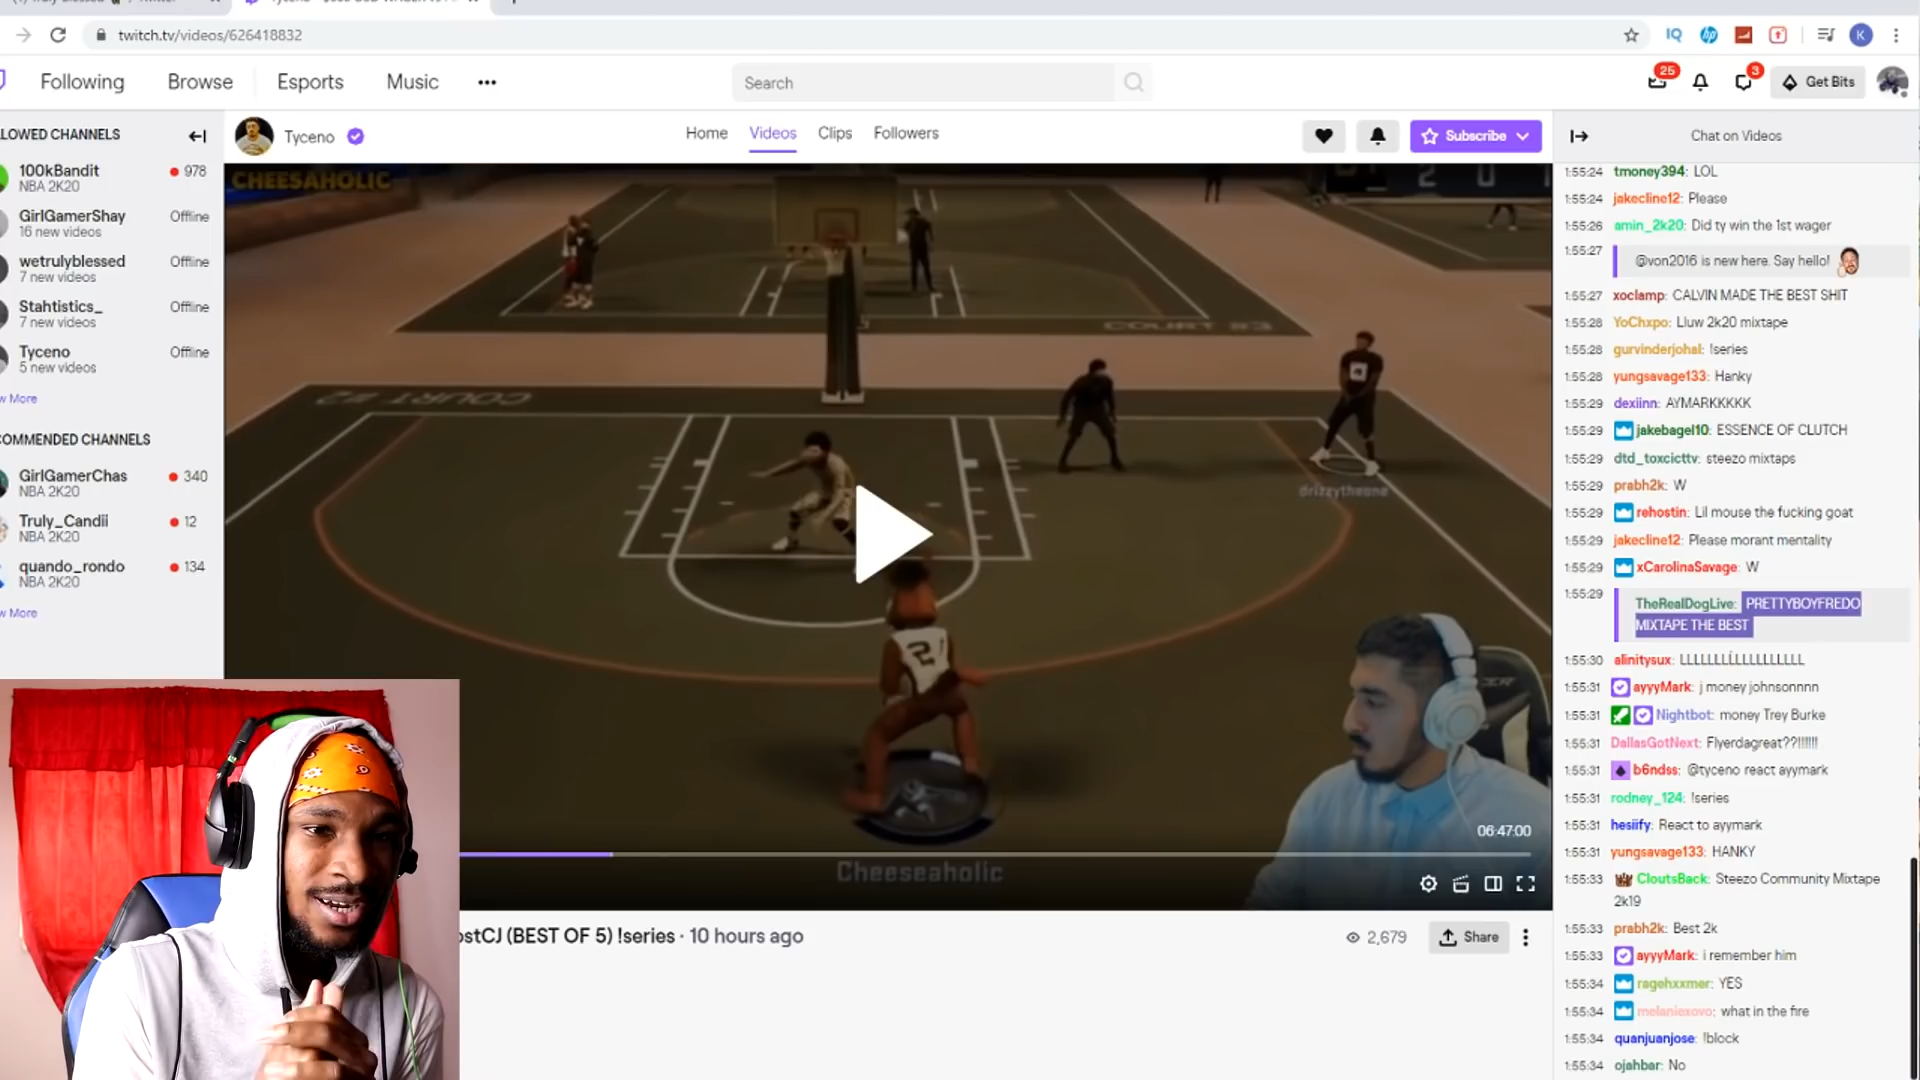 twitch.tv/videos/626418832
K
Following
Browse
Esports
Music
Search
25
3
Get Bits
LOWED CHANNELS
100kBandit
978
NBA 2K20
GirlGamerShay
Offline
16 new videos
wetrulyblessed
Offline
7 new videos
Stahtistics_
Offline
7 new videos
Tyceno
Offline
5 new videos
w More
OMMENDED CHANNELS
GirlGamerChas
340
NBA 2K20
Truly_Candii
12
NBA 2K20
quando_rondo
134
NBA 2K20
w More
Tyceno
Home
Videos
Clips
Followers
Subscribe
CHEESAHOLIC
2 0 1
COURT #3
COURT #2
drizzytheone
21
06:47:00
Cheeseaholic
ostCJ (BEST OF 5) !series · 10 hours ago
2,679
Share
Chat on Videos
1:55:24 tmoney394: LOL
1:55:24 jakecline12: Please
1:55:26 amin_2k20: Did ty win the 1st wager
1:55:27 @von2016 is new here. Say hello!
1:55:27 xoclamp: CALVIN MADE THE BEST SHIT
1:55:28 YoChxpo: Lluw 2k20 mixtape
1:55:28 gurvinderjohal: !series
1:55:28 yungsavage133: Hanky
1:55:29 dexiinn: AYMARKKKKK
1:55:29 jakebagel10: ESSENCE OF CLUTCH
1:55:29 dtd_toxcicttv: steezo mixtaps
1:55:29 prabh2k: W
1:55:29 rehostin: Lil mouse the fucking goat
1:55:29 jakecline12: Please morant mentality
1:55:29 xCarolinaSavage: W
1:55:29 TheRealDogLive: PRETTYBOYFREDO
MIXTAPE THE BEST
1:55:31 ayyyMark: j money johnsonnnn
1:55:31 Nightbot: money Trey Burke
1:55:31 DallasGotNext: Flyerdagreat??!!!!!!
1:55:31 b6ndss: @tyceno react ayymark
1:55:31 rodney_124: !series
1:55:31 hesiify: React to ayymark
1:55:31 yungsavage133: HANKY
1:55:33 CloutsBack: Steezo Community Mixtape
2k19
1:55:33 prabh2k: Best 2k
1:55:33 ayyyMark: i remember him
1:55:34 ragehxxmer: YES
1:55:34 melaniexovo: what in the fire
1:55:34 quanjuanjose: !block
1:55:34 ojahbar: No